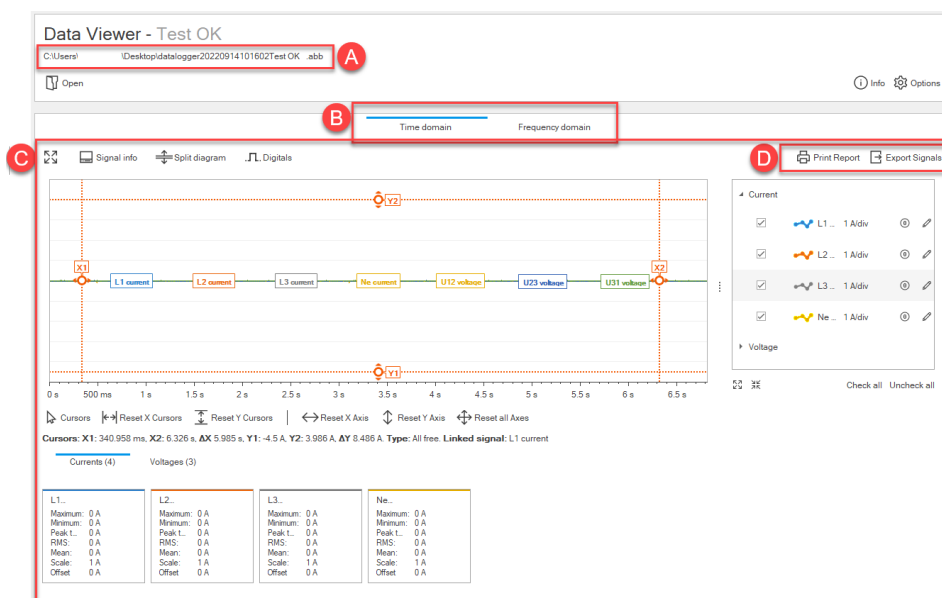 Data Viewer - Test OK
C:\Users\ \Desktop\datalogger20220914101602Test OK .abb
A
Open
Info
Options
B
Time domain
Frequency domain
C
Signal info
Split diagram
Digitals
D
Print Report
Export Signals
Y2
X1
L1 current
L2 current
L3 current
Ne current
U12 voltage
U23 voltage
U31 voltage
X2
Y1
0 s 500 ms 1 s 1.5 s 2 s 2.5 s 3 s 3.5 s 4 s 4.5 s 5 s 5.5 s 6 s 6.5 s
Current
L1 ... 1 A/div
L2 ... 1 A/div
L3 ... 1 A/div
Ne ... 1 A/div
Voltage
Check all Uncheck all
Cursors
Reset X Cursors
Reset Y Cursors
Reset X Axis
Reset Y Axis
Reset all Axes
Cursors: X1: 340.958 ms, X2: 6.326 s, ΔX 5.985 s, Y1: -4.5 A, Y2: 3.986 A, ΔY 8.486 A. Type: All free. Linked signal: L1 current
Currents (4)
Voltages (3)
L1...
Maximum: 0 A
Minimum: 0 A
Peak t... 0 A
RMS: 0 A
Mean: 0 A
Scale: 1 A
Offset 0 A
L2...
Maximum: 0 A
Minimum: 0 A
Peak t... 0 A
RMS: 0 A
Mean: 0 A
Scale: 1 A
Offset 0 A
L3...
Maximum: 0 A
Minimum: 0 A
Peak t... 0 A
RMS: 0 A
Mean: 0 A
Scale: 1 A
Offset 0 A
Ne...
Maximum: 0 A
Minimum: 0 A
Peak t... 0 A
RMS: 0 A
Mean: 0 A
Scale: 1 A
Offset 0 A